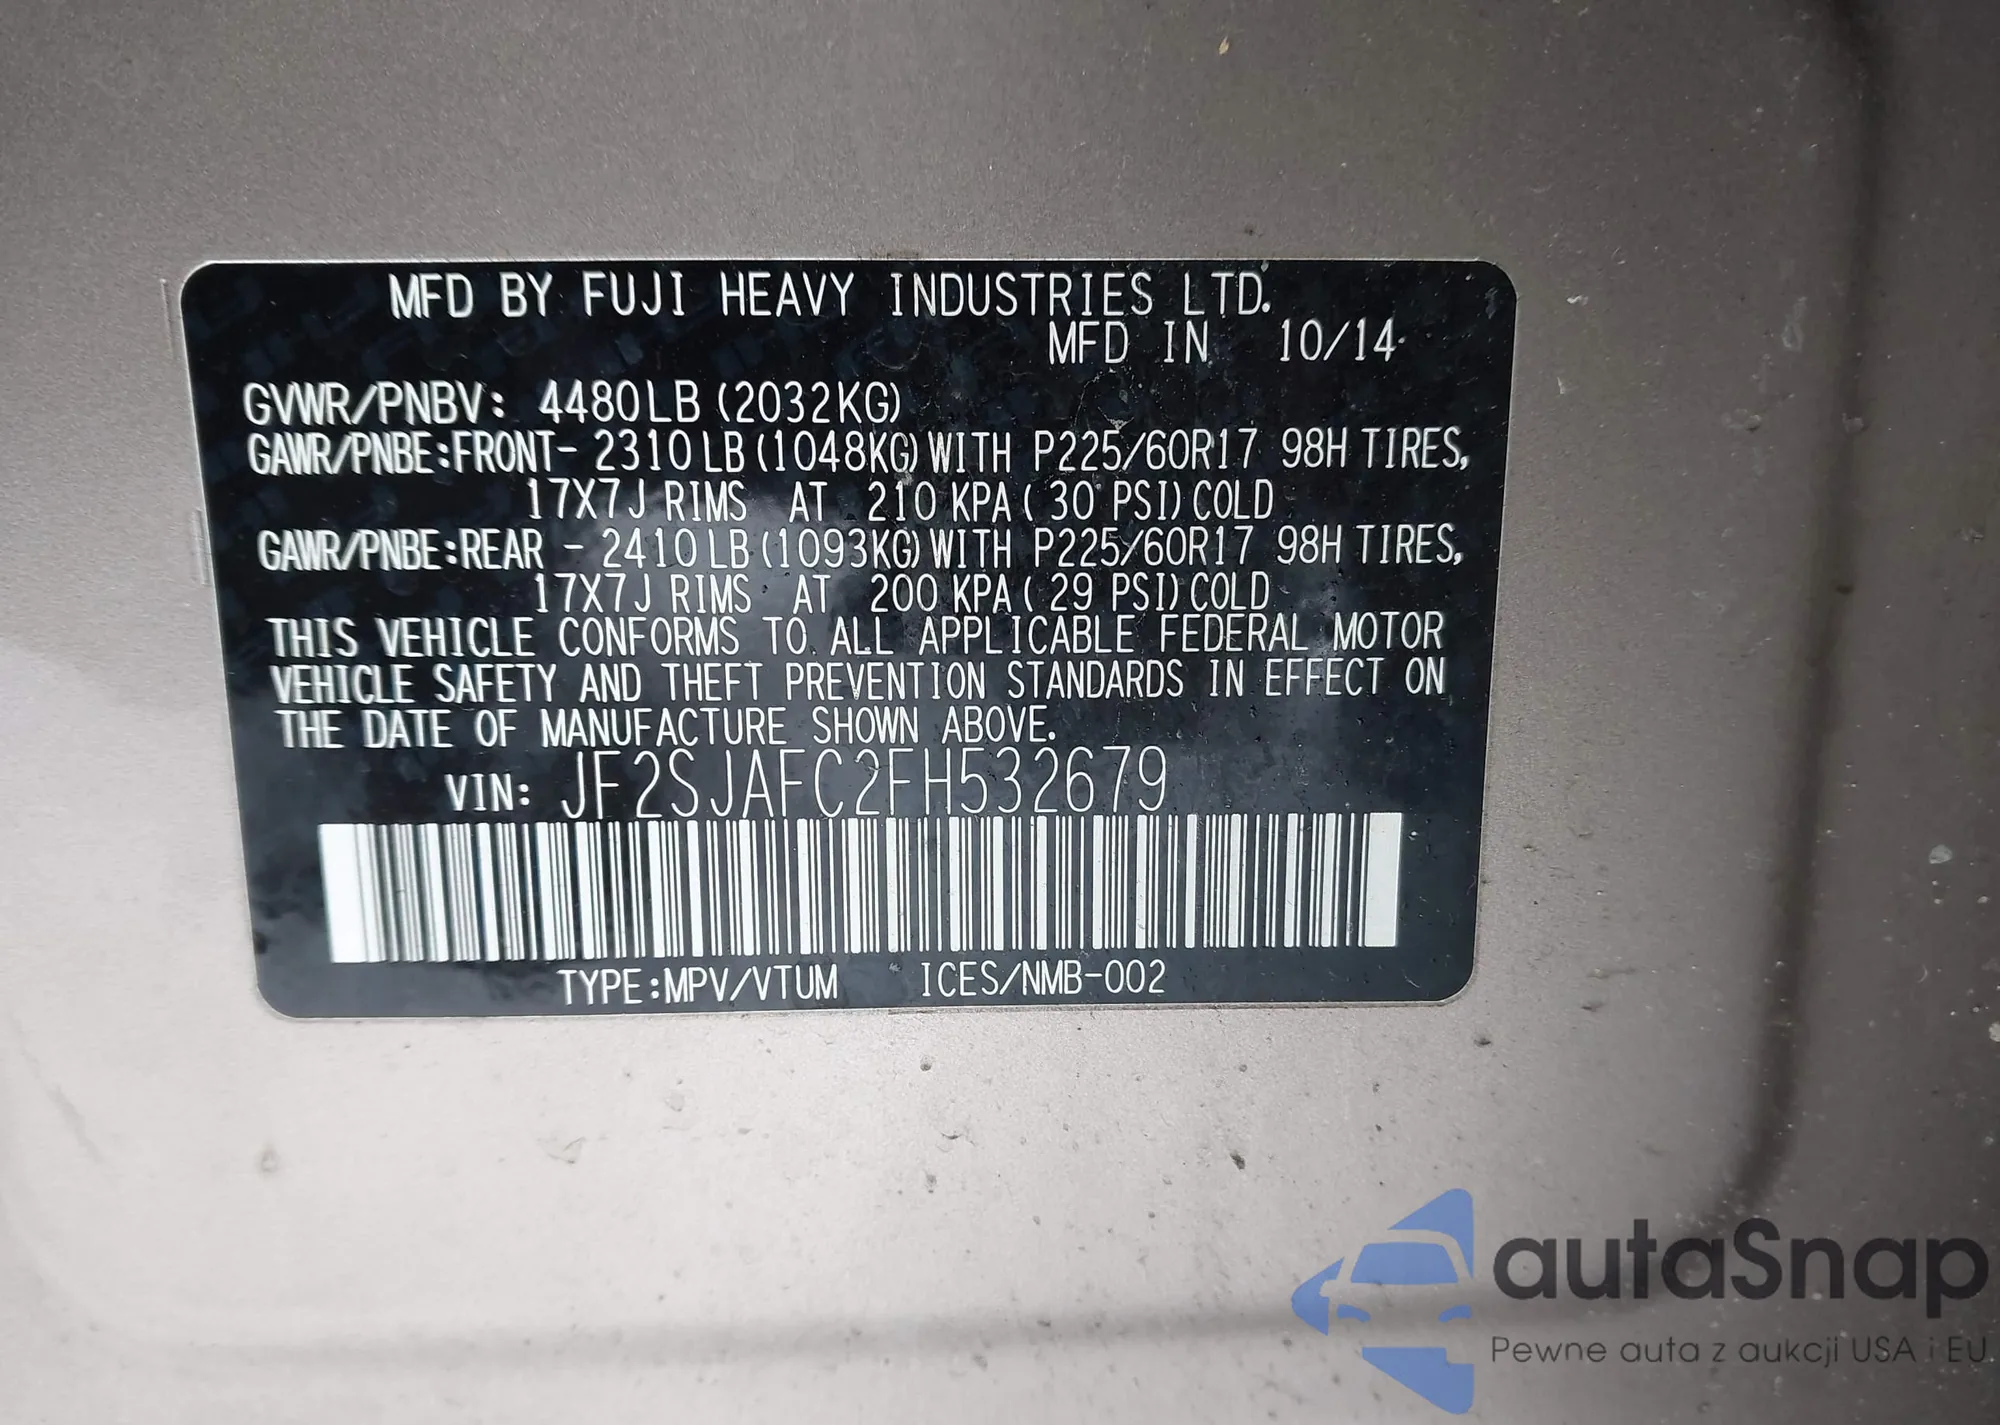 MFD BY FUJI HEAVY INDUSTRIES LTD.
MFD IN 10/14
GVWR/PNBV: 4480LB (2032KG)
GAWR/PNBE:FRONT- 2310LB(1048KG)WITH P225/60R17 98H TIRES,
17X7J RIMS AT 210 KPA( 30 PSI)COLD
GAWR/PNBE:REAR - 2410LB(1093KG)WITH P225/60R17 98H TIRES,
17X7J RIMS AT 200 KPA( 29 PSI)COLD
THIS VEHICLE CONFORMS TO ALL APPLICABLE FEDERAL MOTOR
VEHICLE SAFETY AND THEFT PREVENTION STANDARDS IN EFFECT ON
THE DATE OF MANUFACTURE SHOWN ABOVE.
VIN: JF2SJAFC2FH532679
TYPE:MPV/VTUM ICES/NMB-002
autaSnap
Pewne auta z aukcji USA i EU